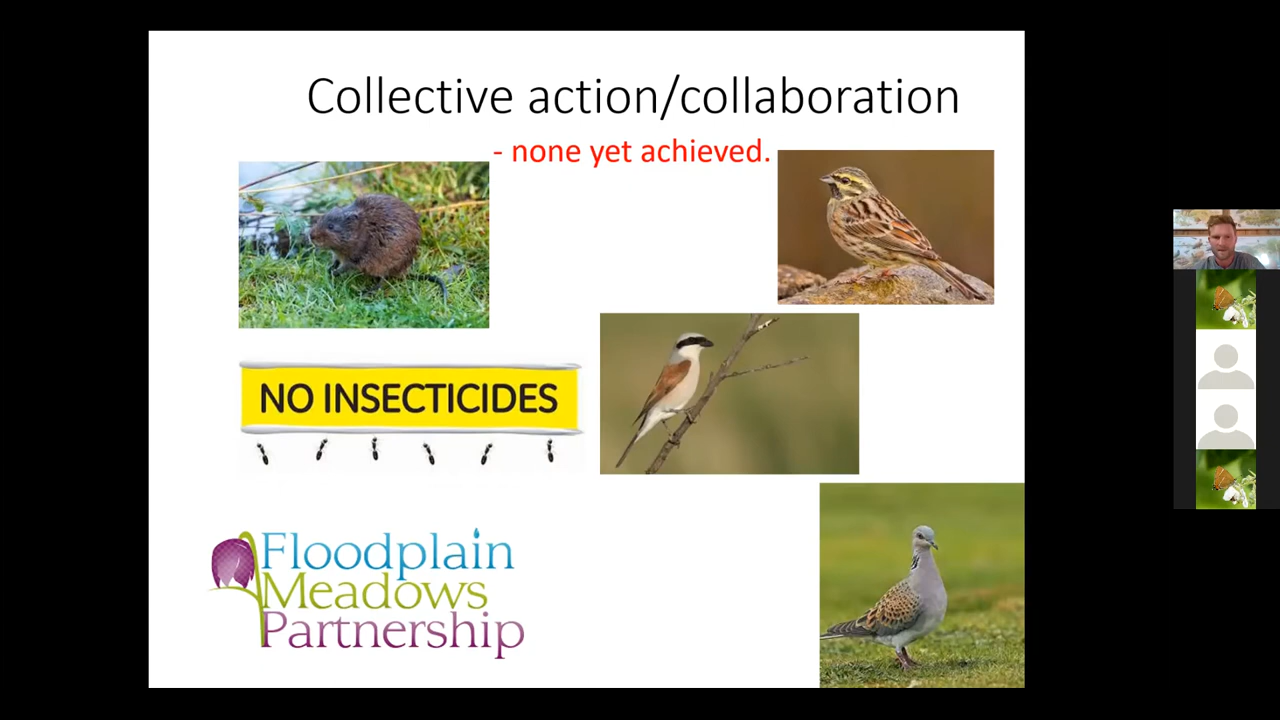 Collective action/collaboration
- none yet achieved.
NO INSECTICIDES
Floodplain
Meadows
Partnership